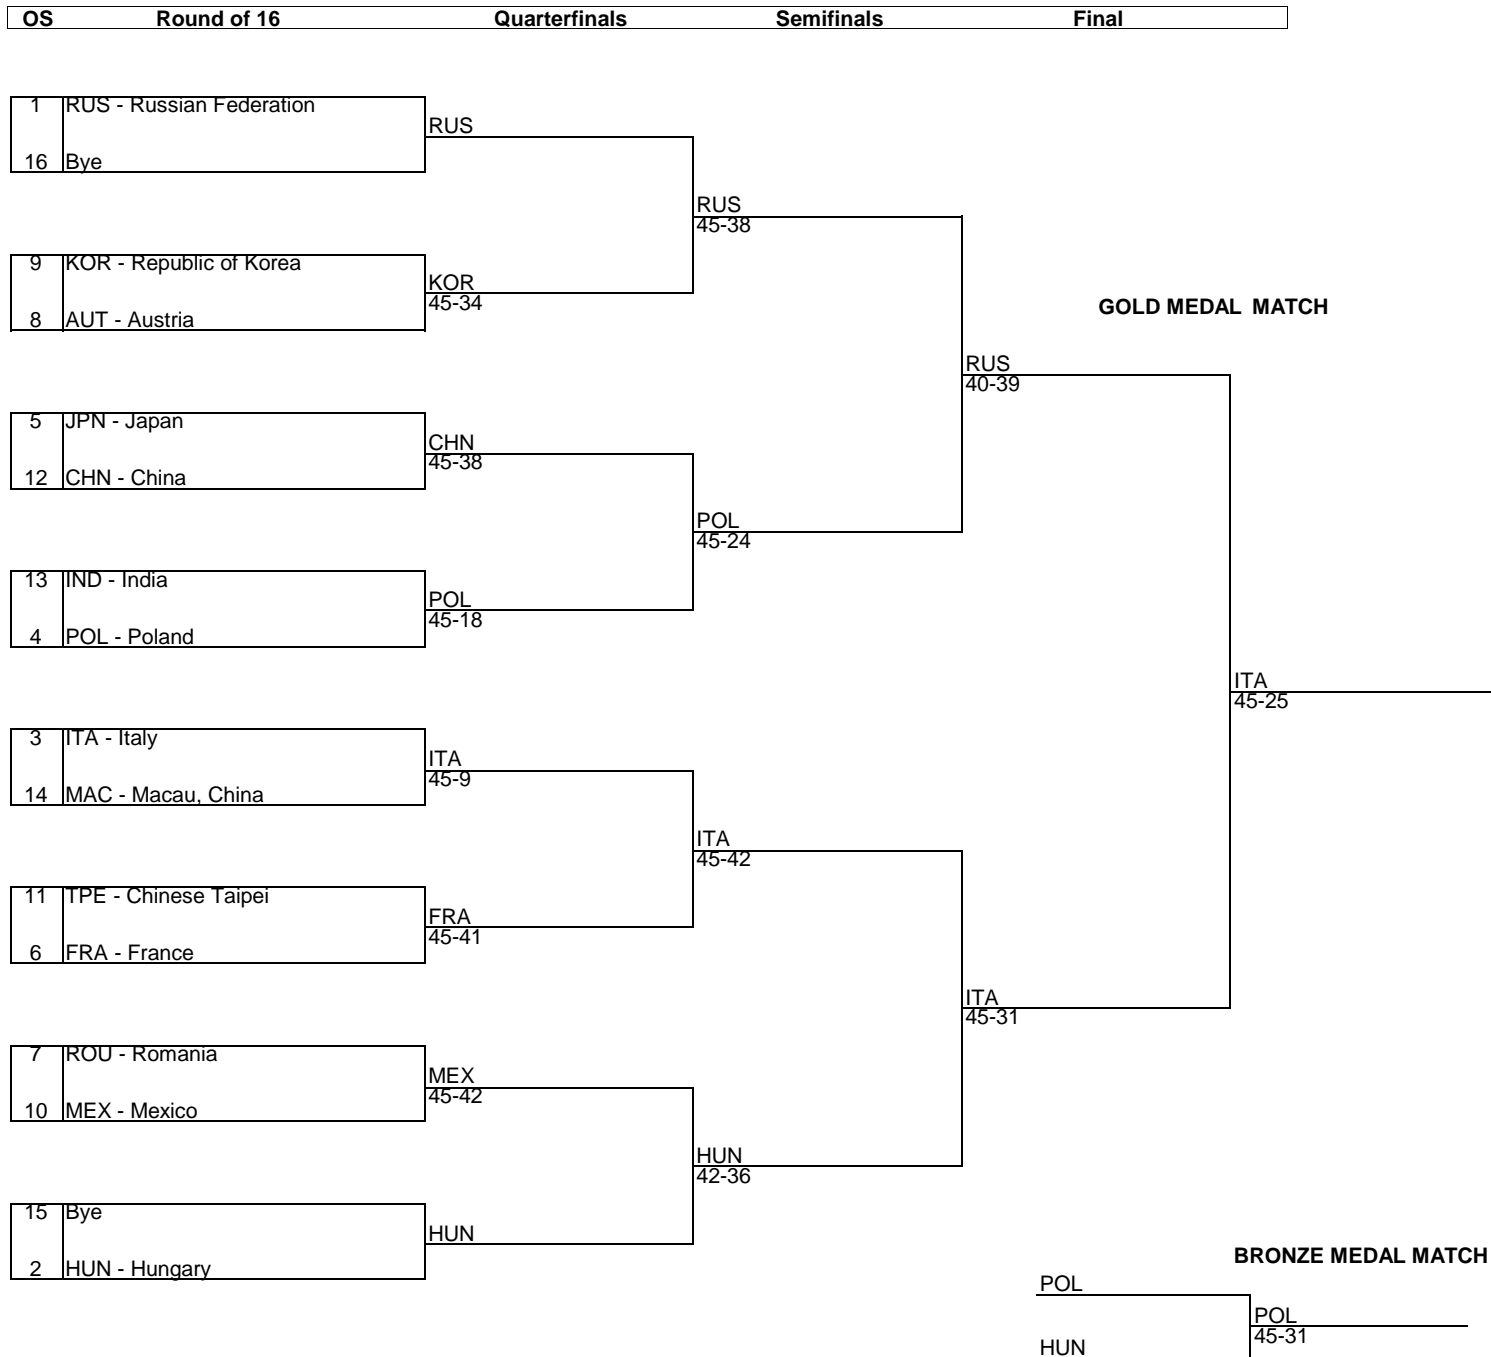 OS Round of 16 Quarterfinals Semifinals Final
1 RUS - Russian Federation
RUS
16 Bye
RUS
45-38
9 KOR - Republic of Korea
KOR
45-34
8 AUT - Austria
GOLD MEDAL MATCH
RUS
40-39
5 JPN - Japan
CHN
45-38
12 CHN - China
POL
45-24
13 IND - India
POL
45-18
4 POL - Poland
ITA
45-25
3 ITA - Italy
ITA
45-9
14 MAC - Macau, China
ITA
45-42
11 TPE - Chinese Taipei
FRA
45-41
6 FRA - France
ITA
45-31
7 ROU - Romania
MEX
45-42
10 MEX - Mexico
HUN
42-36
15 Bye
HUN
2 HUN - Hungary
BRONZE MEDAL MATCH
POL
POL
45-31
HUN